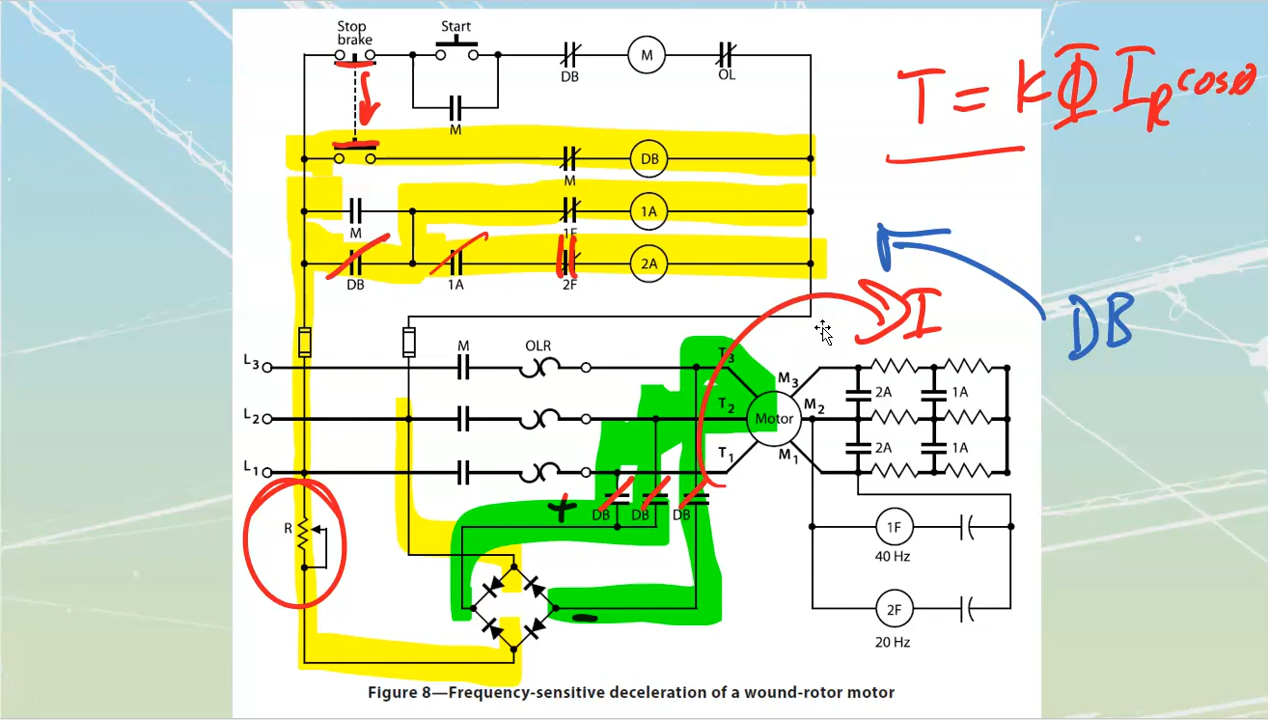 Stop
brake
Start
DB
M
OL
M
T = KΦ I_R cosθ
DB
M
1A
M
1F
2A
DB
1A
2F
I
DB
L3
M
OLR
T3
M3
2A
1A
L2
T2
Motor
M2
L1
T1
M1
2A
1A
+
DB
DB
DB
R
1F
40 Hz
-
2F
20 Hz
Figure 8—Frequency-sensitive deceleration of a wound-rotor motor